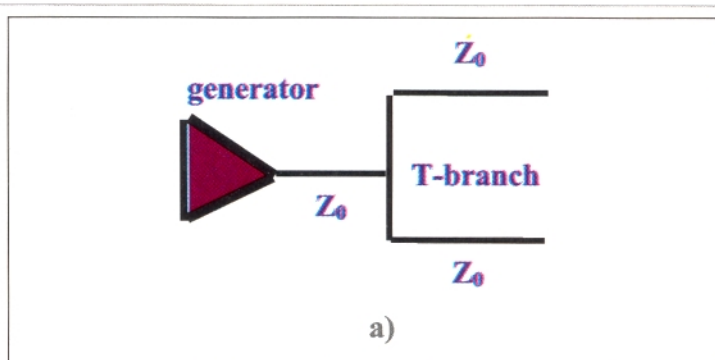 Z₀
generator
T-branch
Z₀
Z₀
a)